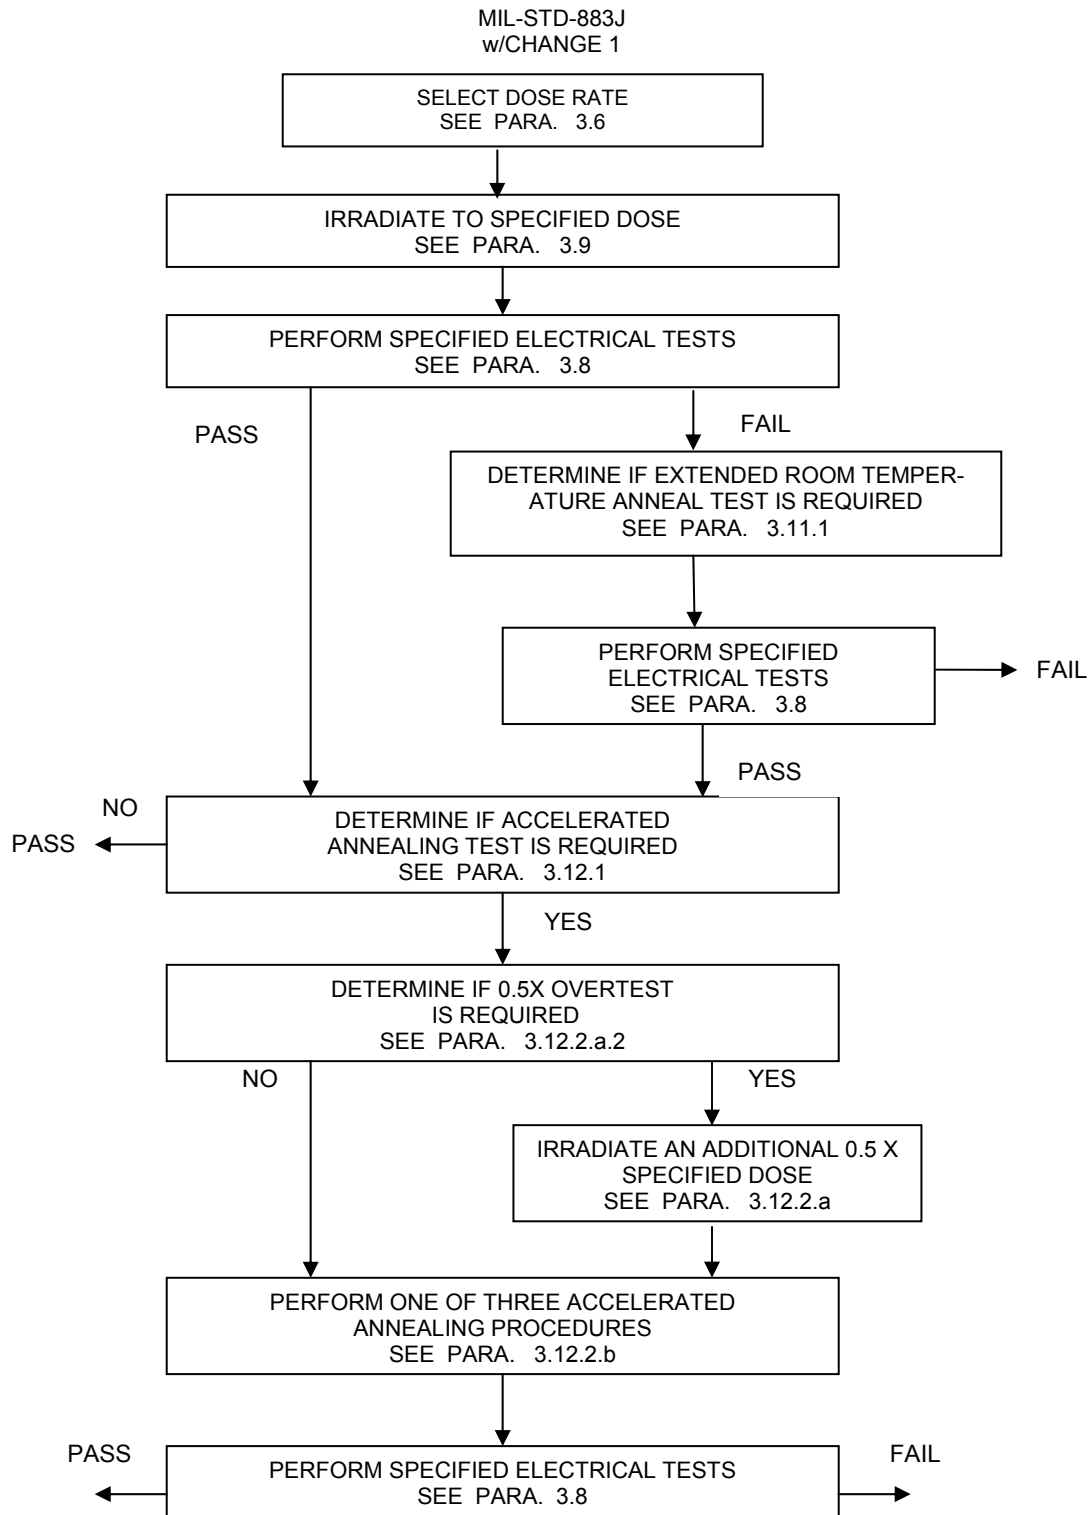 MIL-STD-883J
w/CHANGE 1
SELECT DOSE RATE
SEE PARA. 3.6
IRRADIATE TO SPECIFIED DOSE
SEE PARA. 3.9
PERFORM SPECIFIED ELECTRICAL TESTS
SEE PARA. 3.8
PASS
FAIL
DETERMINE IF EXTENDED ROOM TEMPER-
ATURE ANNEAL TEST IS REQUIRED
SEE PARA. 3.11.1
PERFORM SPECIFIED
ELECTRICAL TESTS
SEE PARA. 3.8
FAIL
PASS
NO
PASS
DETERMINE IF ACCELERATED
ANNEALING TEST IS REQUIRED
SEE PARA. 3.12.1
YES
DETERMINE IF 0.5X OVERTEST
IS REQUIRED
SEE PARA. 3.12.2.a.2
NO
YES
IRRADIATE AN ADDITIONAL 0.5 X
SPECIFIED DOSE
SEE PARA. 3.12.2.a
PERFORM ONE OF THREE ACCELERATED
ANNEALING PROCEDURES
SEE PARA. 3.12.2.b
PASS
FAIL
PERFORM SPECIFIED ELECTRICAL TESTS
SEE PARA. 3.8